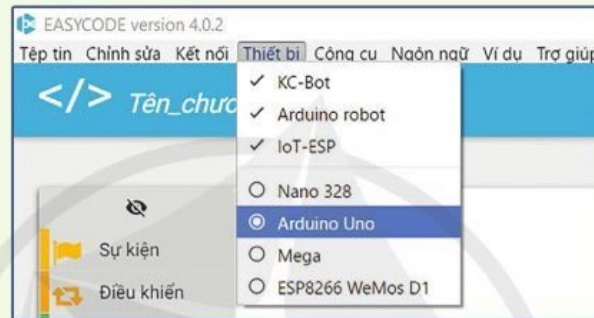 EASYCODE version 4.0.2
Tệp tin Chỉnh sửa Kết nối Thiết bị Công cụ Ngôn ngữ Ví dụ Trợ giúp
</> Tên_chươ
✓ KC-Bot
✓ Arduino robot
✓ IoT-ESP
Nano 328
Arduino Uno
Mega
ESP8266 WeMos D1
Sự kiện
Điều khiển